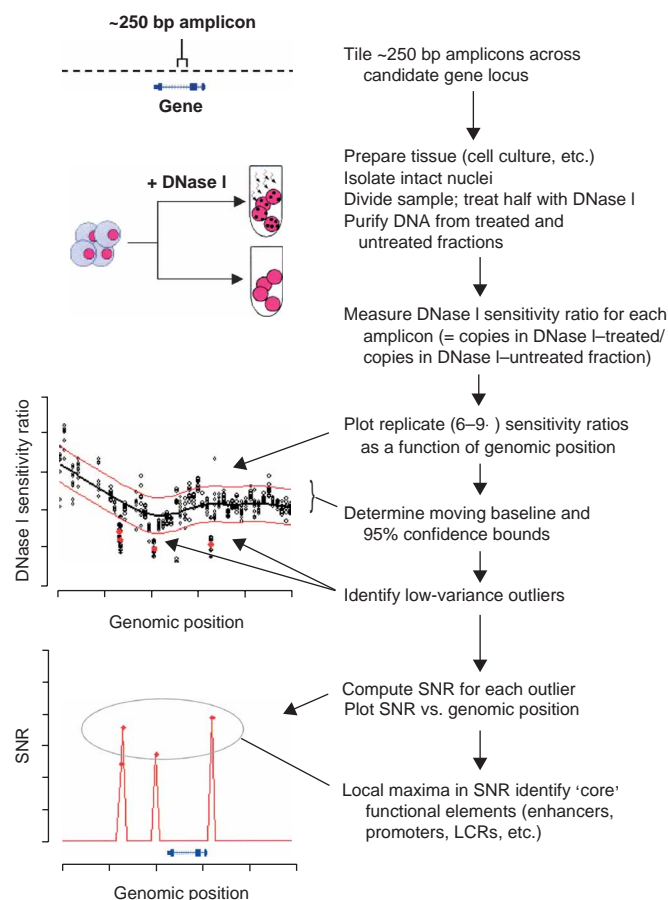 ~250 bp amplicon
Gene
+ DNase I
DNase I sensitivity ratio
Genomic position
SNR
Genomic position
Tile ~250 bp amplicons across
candidate gene locus
Prepare tissue (cell culture, etc.)
Isolate intact nuclei
Divide sample; treat half with DNase I
Purify DNA from treated and
untreated fractions
Measure DNase I sensitivity ratio for each
amplicon (= copies in DNase I–treated/
copies in DNase I–untreated fraction)
Plot replicate (6–9· ) sensitivity ratios
as a function of genomic position
Determine moving baseline and
95% confidence bounds
Identify low-variance outliers
Compute SNR for each outlier
Plot SNR vs. genomic position
Local maxima in SNR identify ‘core’
functional elements (enhancers,
promoters, LCRs, etc.)